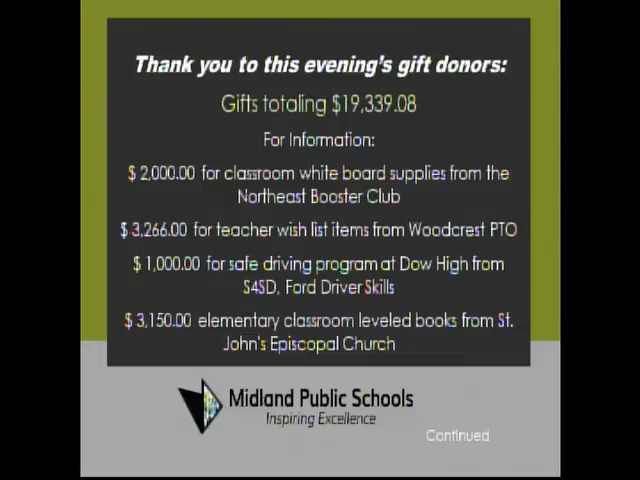 Thank you to this evening's gift donors:
Gifts totaling $19,339.08
For Information:
$ 2,000.00 for classroom white board supplies from the
Northeast Booster Club
$ 3,266.00 for teacher wish list items from Woodcrest PTO
$ 1,000.00 for safe driving program at Dow High from
S4SD, Ford Driver Skills
$ 3,150.00 elementary classroom leveled books from St.
John's Episcopal Church
Midland Public Schools
Inspiring Excellence
Continued